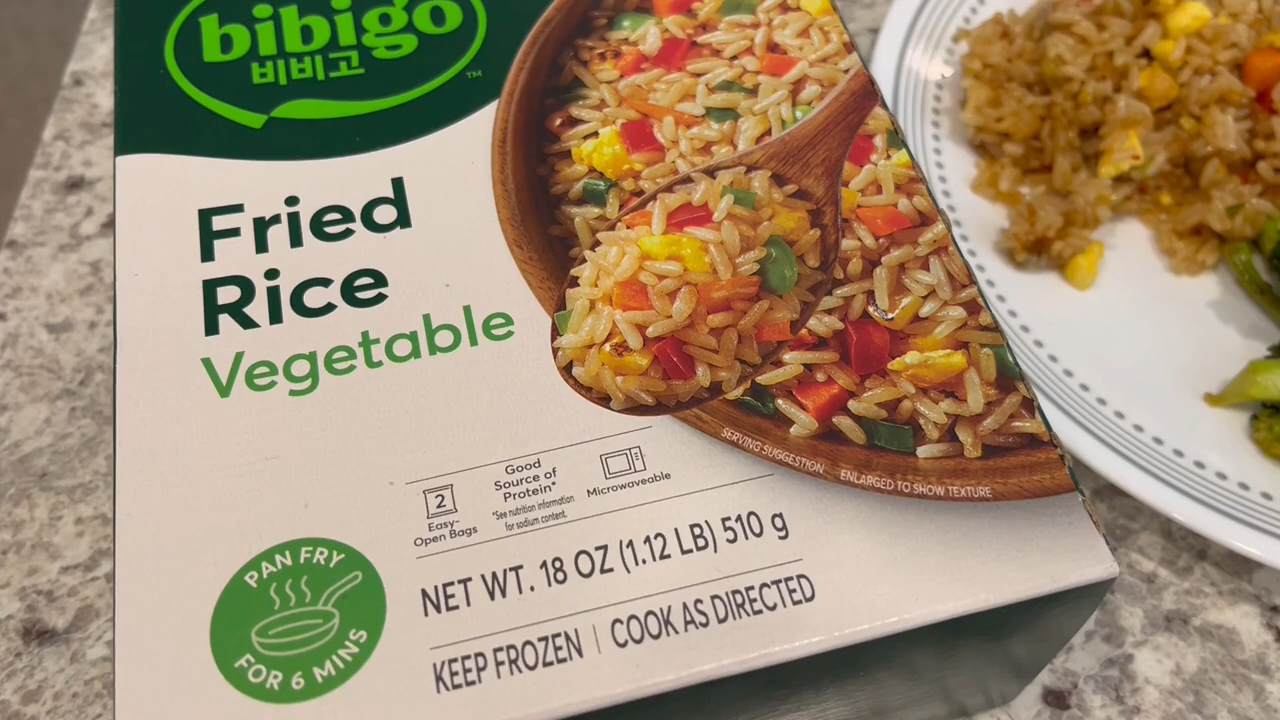 bibigo
비비고
TM
Fried
Rice
Vegetable
SERVING SUGGESTION
ENLARGED TO SHOW TEXTURE
2
Easy-
Open Bags
Good
Source of
Protein*
*See nutrition information
for sodium content.
Microwaveable
NET WT. 18 OZ (1.12 LB) 510 g
KEEP FROZEN | COOK AS DIRECTED
PAN FRY
FOR 6 MINS